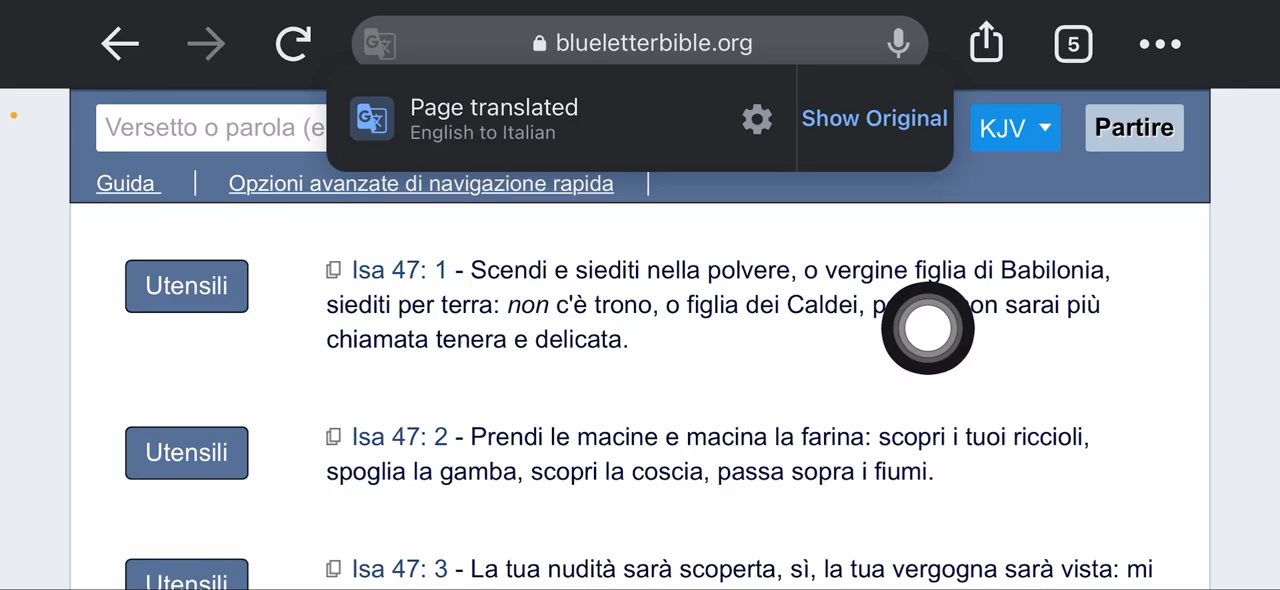 blueletterbible.org
5
Page translated
English to Italian
Show Original
Versetto o parola (e
KJV
Partire
Guida
Opzioni avanzate di navigazione rapida
Utensili
Isa 47: 1 - Scendi e siediti nella polvere, o vergine figlia di Babilonia,
siediti per terra: non c'è trono, o figlia dei Caldei, sarai più
chiamata tenera e delicata.
Utensili
Isa 47: 2 - Prendi le macine e macina la farina: scopri i tuoi riccioli,
spoglia la gamba, scopri la coscia, passa sopra i fiumi.
Utensili
Isa 47: 3 - La tua nudità sarà scoperta, sì, la tua vergogna sarà vista: mi